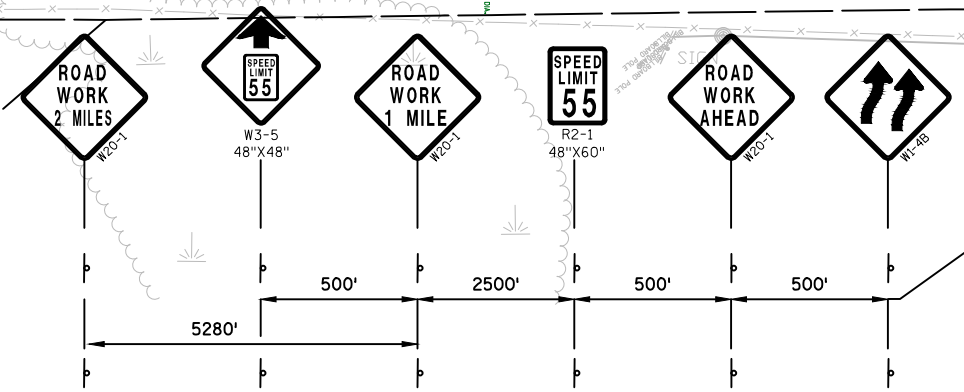 ROAD
WORK
2 MILES
W20-1
SPEED
LIMIT
55
W3-5
48"X48"
ROAD
WORK
1 MILE
W20-1
SPEED
LIMIT
55
R2-1
48"X60"
SIGN
ROAD
WORK
AHEAD
W20-1
W1-4B
500'
2500'
500'
500'
5280'